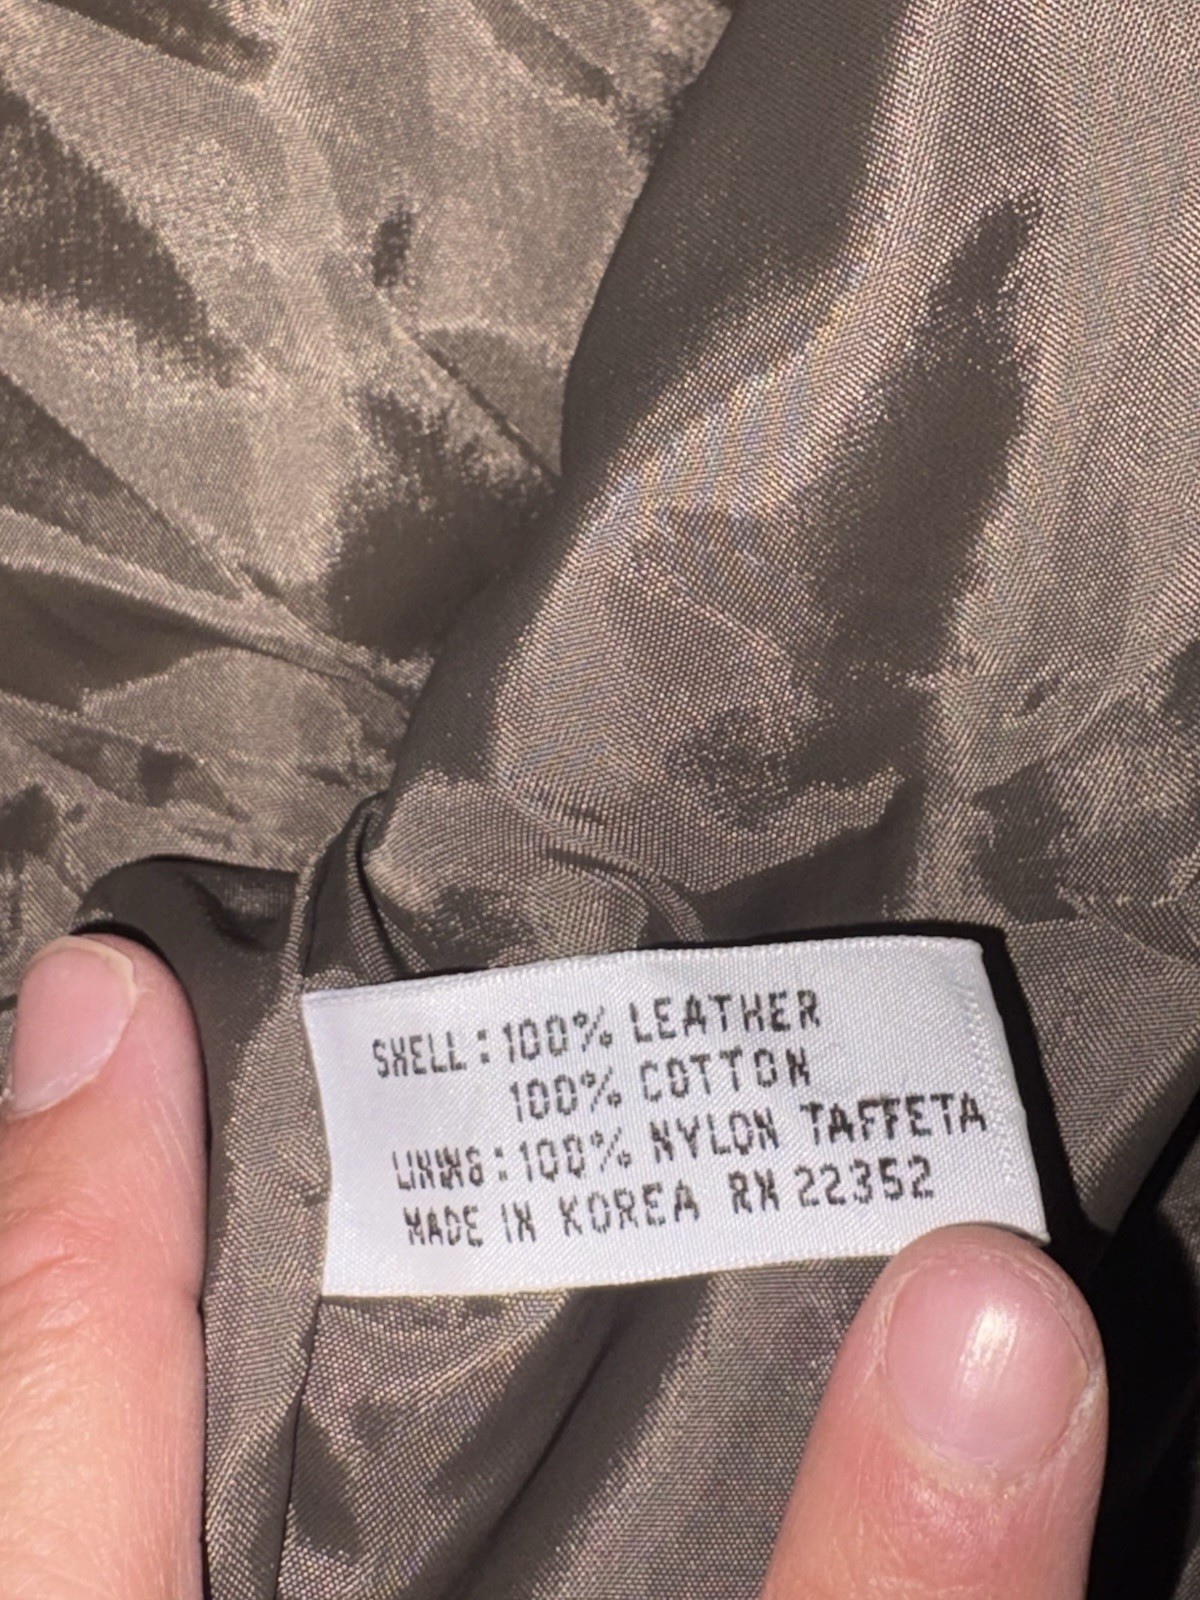 SHELL: 100% LEATHER
100% COTTON
LINING: 100% NYLON TAFFETA
MADE IN KOREA RN 22352